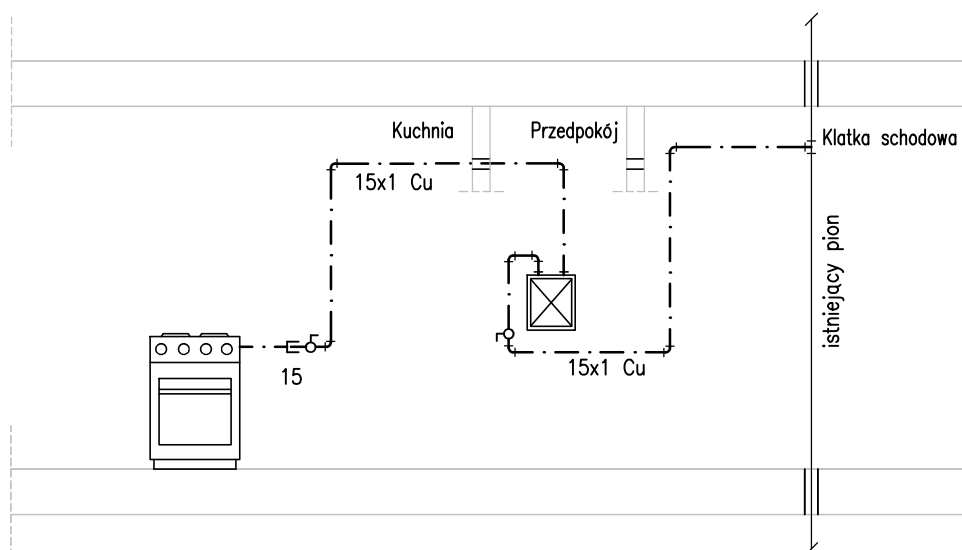 Kuchnia
Przedpokój
Klatka schodowa
15x1 Cu
istniejący pion
15x1 Cu
15